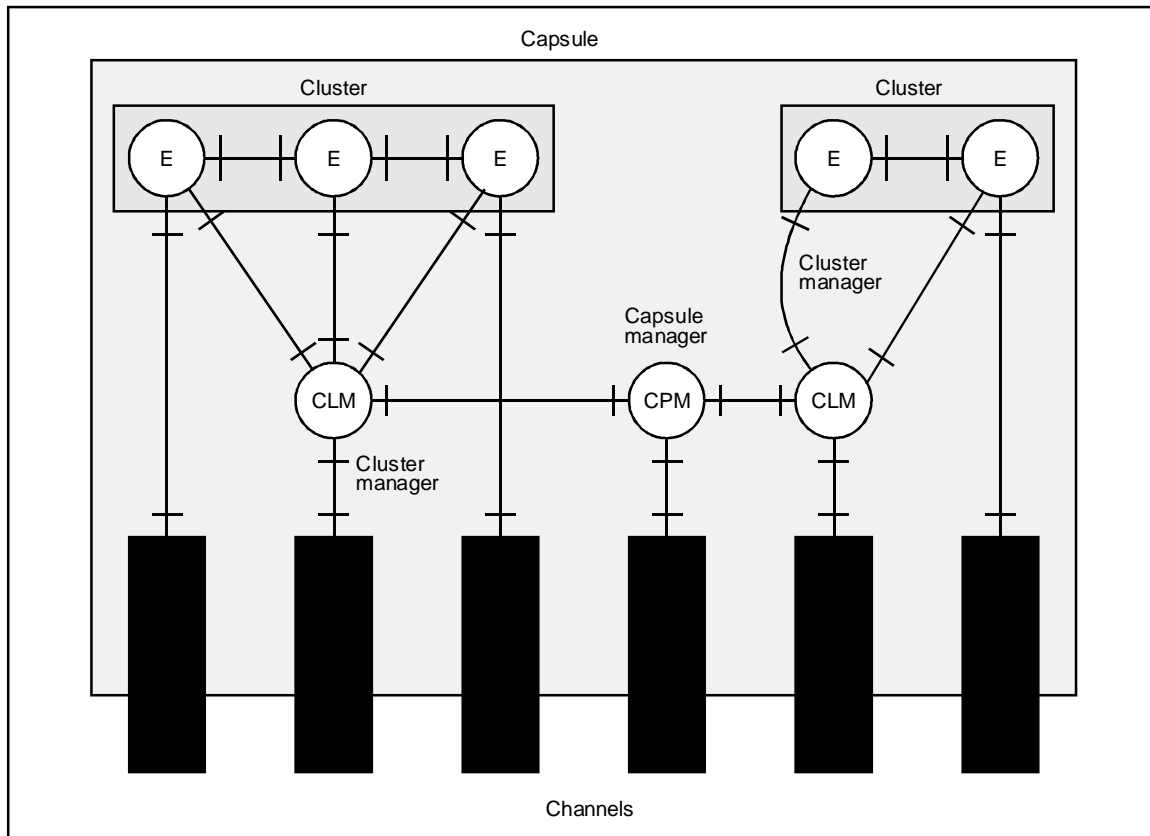 Capsule
Cluster
Cluster
E
E
E
E
E
Cluster
manager
Capsule
manager
CLM
CPM
CLM
Cluster
manager
Channels